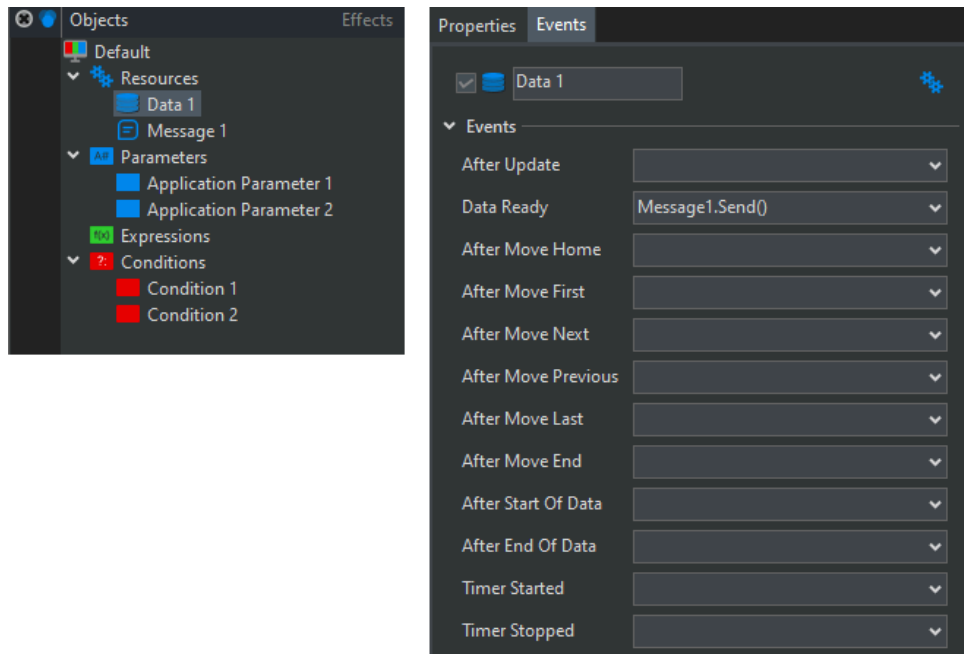 Objects
Effects
Default
Resources
Data 1
Message 1
A#
Parameters
Application Parameter 1
Application Parameter 2
f(x)
Expressions
?:
Conditions
Condition 1
Condition 2
Properties
Events
Data 1
Events
After Update
Data Ready
Message1.Send()
After Move Home
After Move First
After Move Next
After Move Previous
After Move Last
After Move End
After Start Of Data
After End Of Data
Timer Started
Timer Stopped